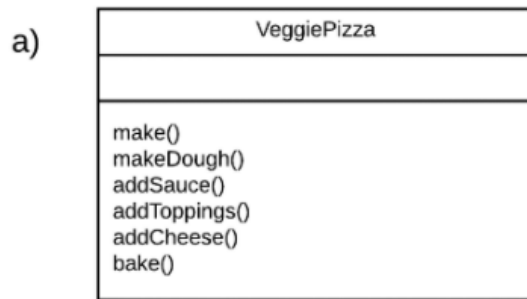 a)
VeggiePizza
make()
makeDough()
addSauce()
addToppings()
addCheese()
bake()